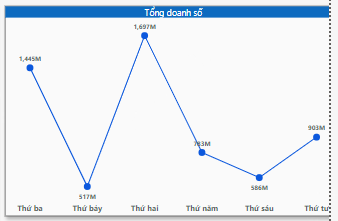 Tổng doanh số
1,697M
1,445M
903M
586M
517M
Thứ ba Thứ bảy Thứ hai Thứ năm Thứ sáu Thứ tư